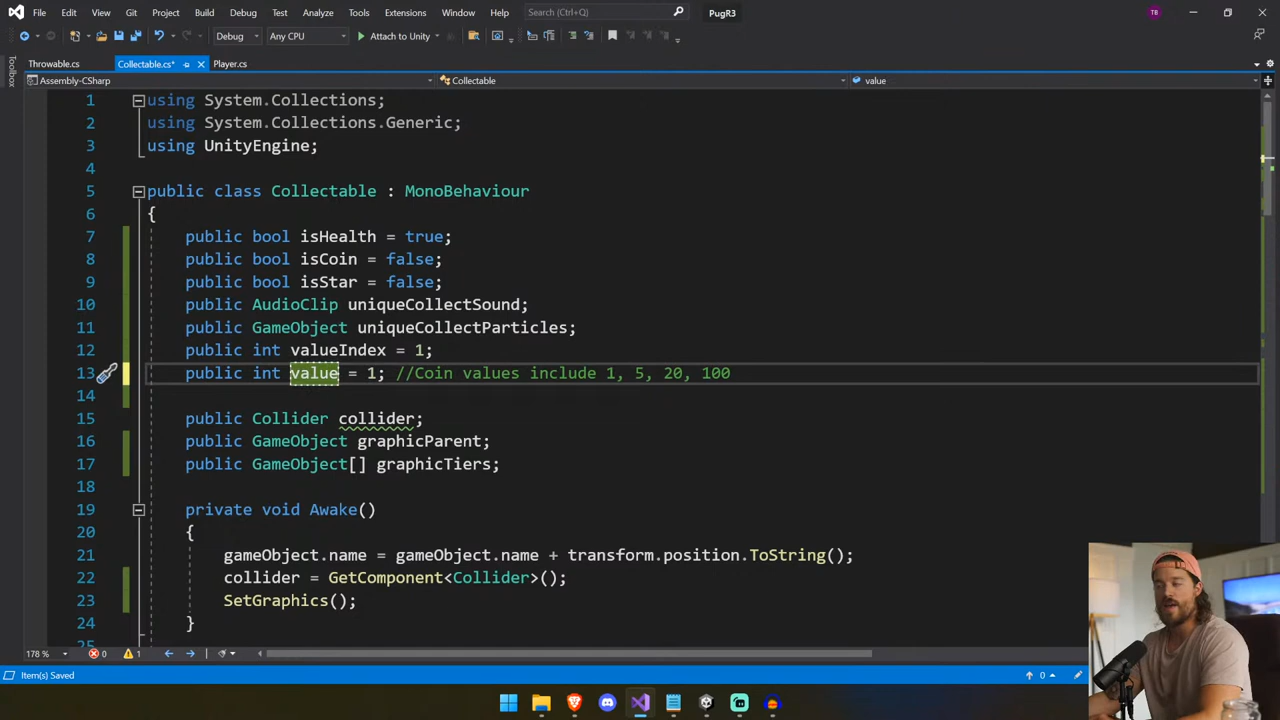 File Edit View Git Project Build Debug Test Analyze Tools Extensions Window Help Search (Ctrl+Q) PugR3 TB
Debug Any CPU Attach to Unity
Toolbox
Throwable.cs Collectable.cs* Player.cs
Assembly-CSharp Collectable value
1 using System.Collections;
2 using System.Collections.Generic;
3 using UnityEngine;
4
5 public class Collectable : MonoBehaviour
6 {
7 public bool isHealth = true;
8 public bool isCoin = false;
9 public bool isStar = false;
10 public AudioClip uniqueCollectSound;
11 public GameObject uniqueCollectParticles;
12 public int valueIndex = 1;
13 public int value = 1; //Coin values include 1, 5, 20, 100
14
15 public Collider collider;
16 public GameObject graphicParent;
17 public GameObject[] graphicTiers;
18
19 private void Awake()
20 {
21 gameObject.name = gameObject.name + transform.position.ToString();
22 collider = GetComponent<Collider>();
23 SetGraphics();
24 }
25
178 % 0 1
Item(s) Saved 0